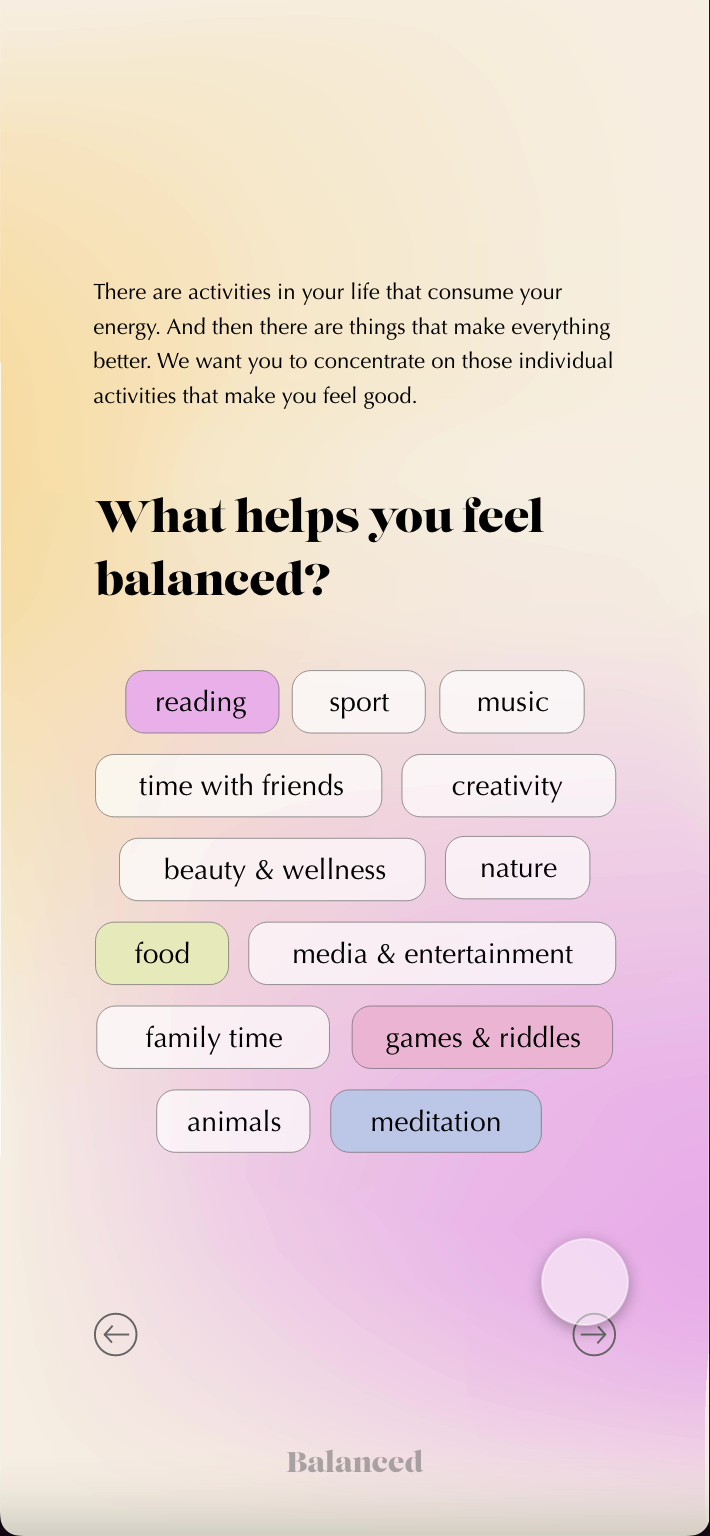 There are activities in your life that consume your
energy. And then there are things that make everything
better. We want you to concentrate on those individual
activities that make you feel good.
What helps you feel
balanced?
reading sport music
time with friends creativity
beauty & wellness nature
food media & entertainment
family time games & riddles
animals meditation
Balanced